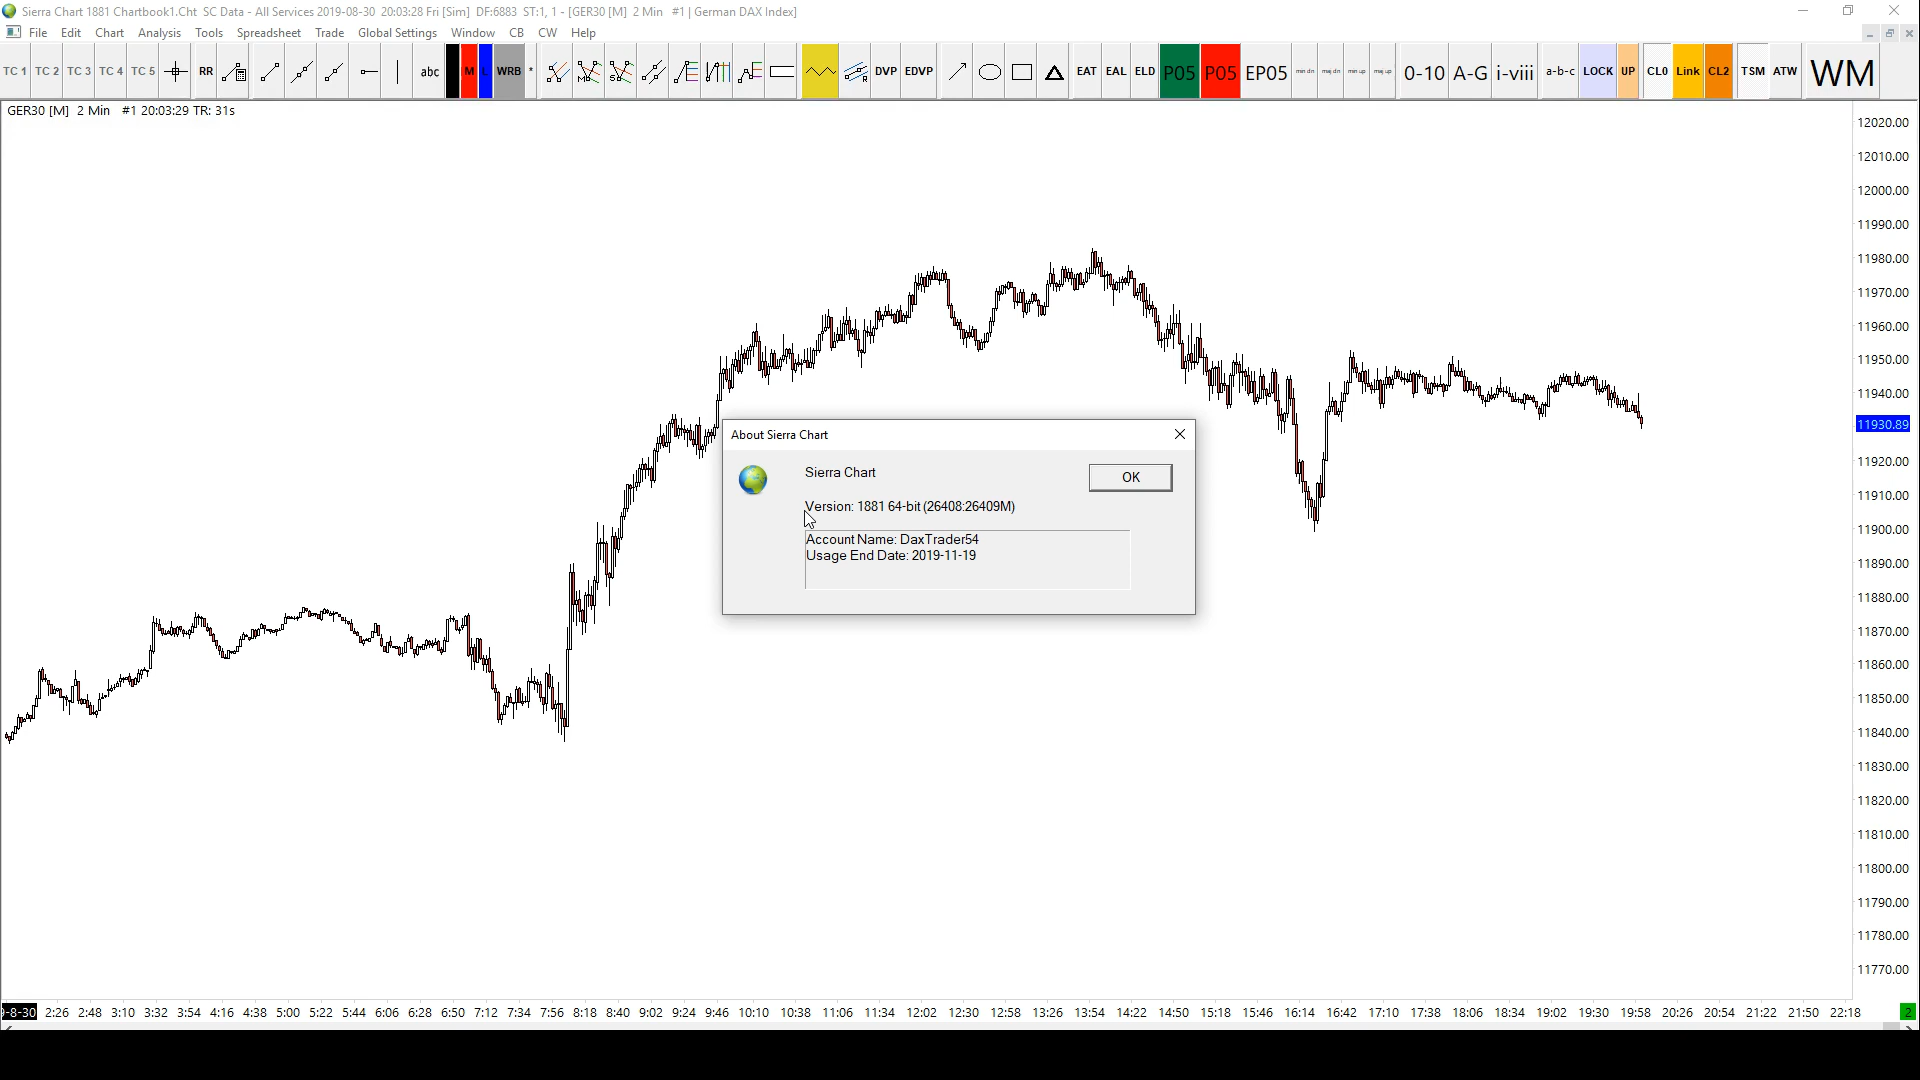 Sierra Chart 1881 Chartbook1.Cht  SC Data - All Services 2019-08-30  20:03:28 Fri [Sim]  DF:6883  ST:1, 1 - [GER30 [M]  2 Min   #1 | German DAX Index]
File Edit Chart Analysis Tools Spreadsheet Trade Global Settings Window CB CW Help
TC 1 TC 2 TC 3 TC 4 TC 5 RR abc M L WRB * DVP EDVP EAT EAL ELD P05 P05 EP05 min dn maj dn min up maj up 0-10 A-G i-viii a-b-c LOCK UP CL0 Link CL2 TSM ATW WM
GER30 [M]  2 Min   #1 20:03:29 TR: 31s
12020.00
12010.00
12000.00
11990.00
11980.00
11970.00
11960.00
11950.00
11940.00
11930.89
11920.00
11910.00
11900.00
11890.00
11880.00
11870.00
11860.00
11850.00
11840.00
11830.00
11820.00
11810.00
11800.00
11790.00
11780.00
11770.00
About Sierra Chart
Sierra Chart
OK
Version: 1881 64-bit (26408:26409M)
Account Name: DaxTrader54
Usage End Date: 2019-11-19
-8-30 2:26 2:48 3:10 3:32 3:54 4:16 4:38 5:00 5:22 5:44 6:06 6:28 6:50 7:12 7:34 7:56 8:18 8:40 9:02 9:24 9:46 10:10 10:38 11:06 11:34 12:02 12:30 12:58 13:26 13:54 14:22 14:50 15:18 15:46 16:14 16:42 17:10 17:38 18:06 18:34 19:02 19:30 19:58 20:26 20:54 21:22 21:50 22:18 2